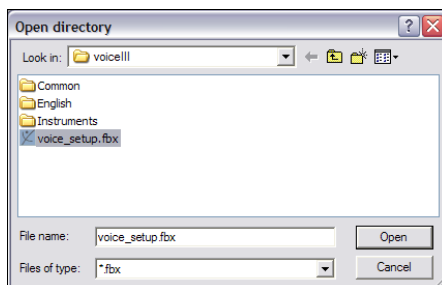 Open directory
Look in: voiceIII
Common
English
Instruments
voice_setup.fbx
File name: voice_setup.fbx Open
Files of type: *.fbx Cancel